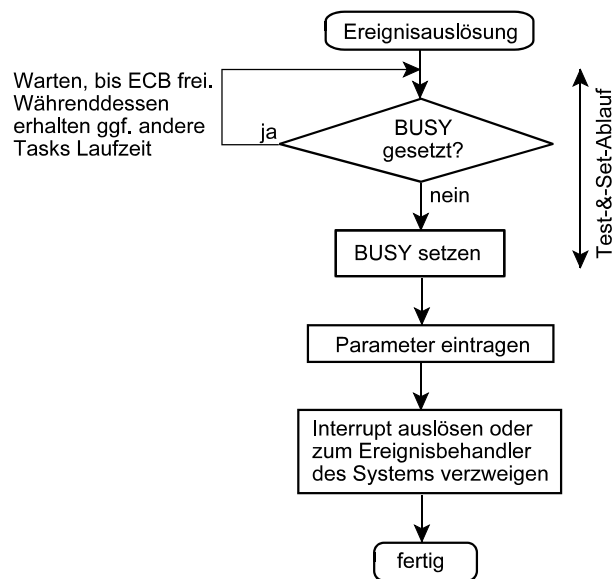 Ereignisauslösung
Warten, bis ECB frei.
Währenddessen
erhalten ggf. andere
Tasks Laufzeit
ja
BUSY
gesetzt?
nein
Test-&-Set-Ablauf
BUSY setzen
Parameter eintragen
Interrupt auslösen oder
zum Ereignisbehandler
des Systems verzweigen
fertig